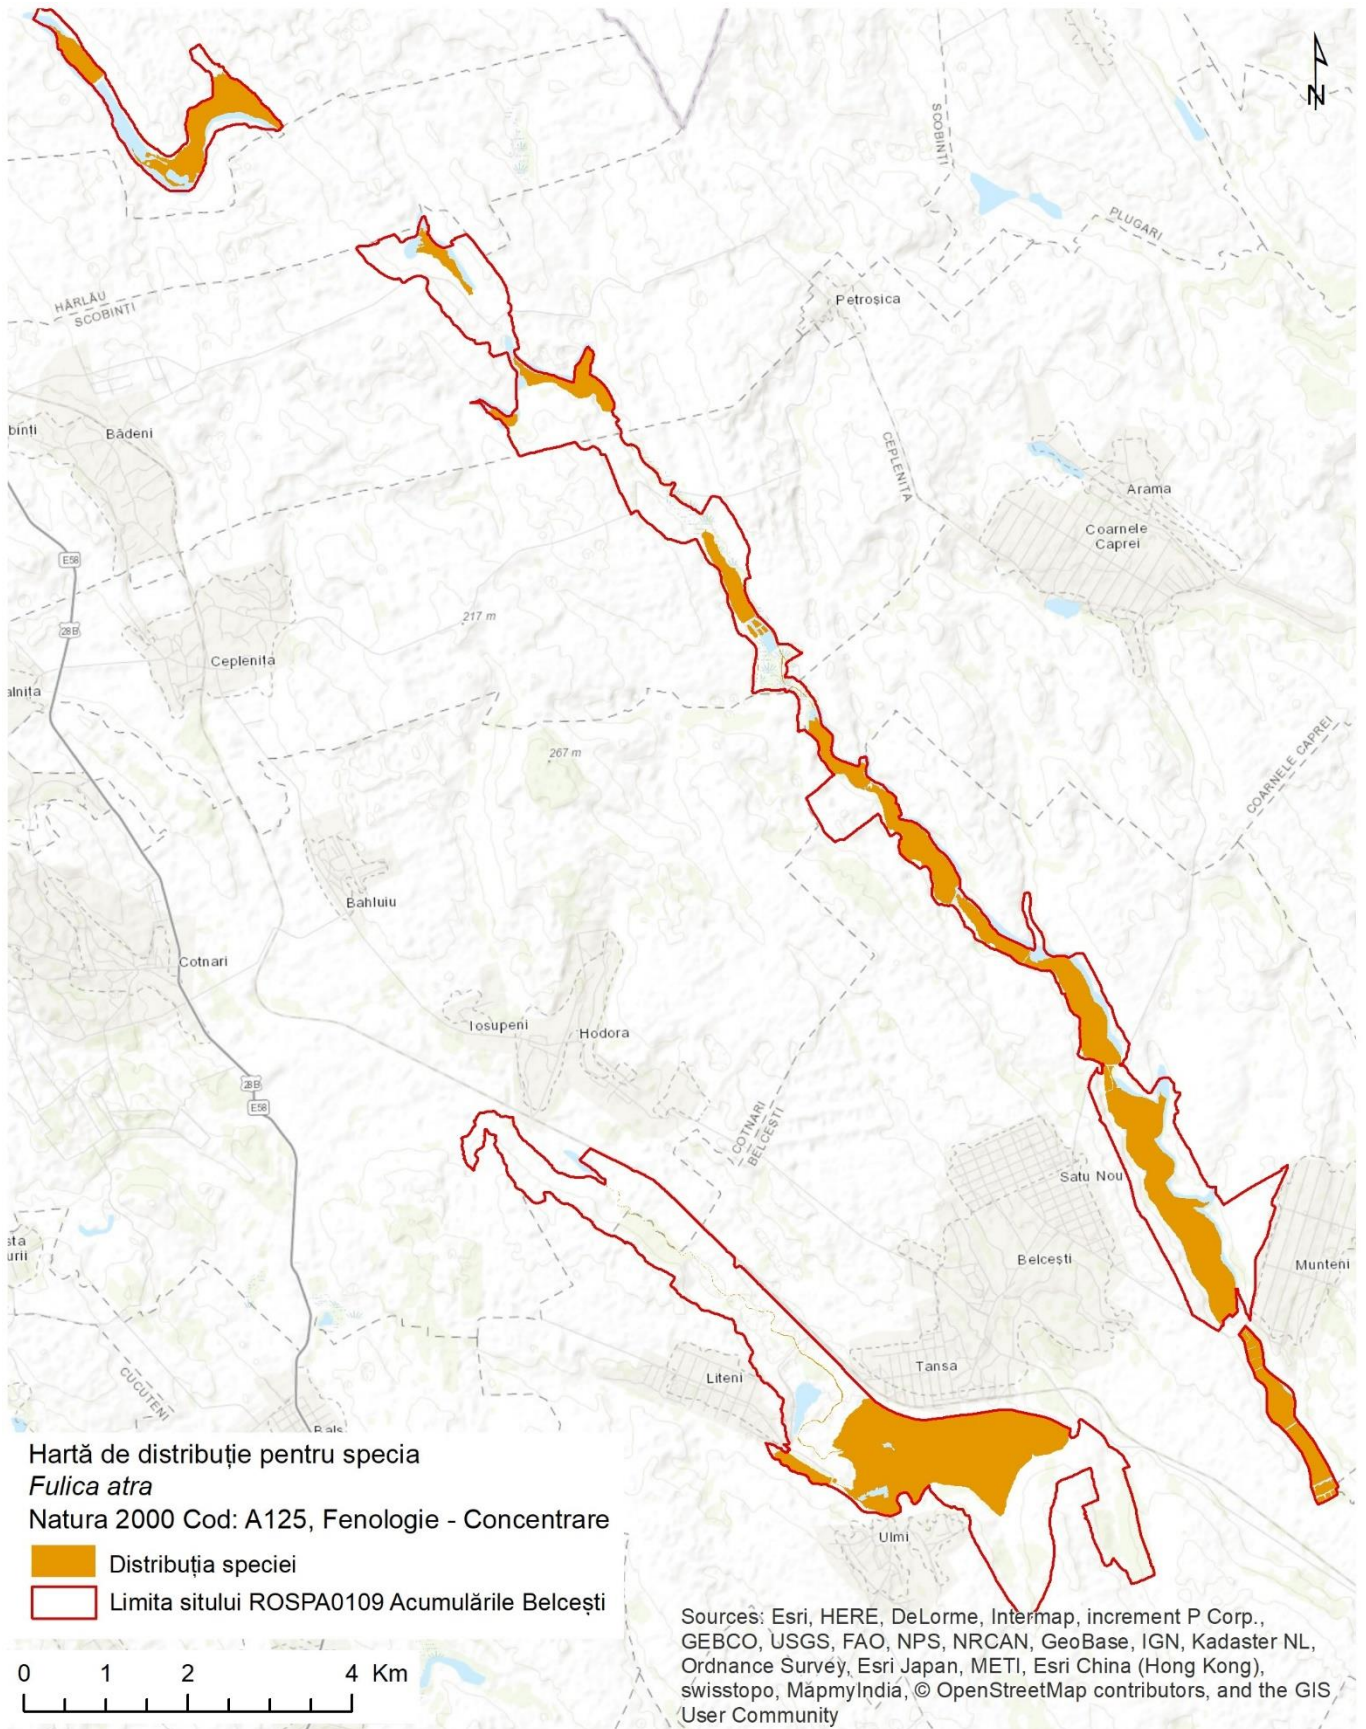 N
SCOBINTI
PLUGARI
HÂRLĂU
SCOBINTI
Petroșica
binți
Bădeni
CEPLENIȚA
Arama
Coarnele
Caprei
E58
28B
217 m
Ceplenița
alnița
267 m
COARNELE CAPREI
Bahluiu
Cotnari
Iosupeni
Hodora
28B
E58
COTNARI
BELCEȘTI
Satu Nou
sta
urii
Belcești
Munteni
Tansa
Liteni
CUCUTENI
Bals
Ulmi
Hartă de distribuție pentru specia
Fulica atra
Natura 2000 Cod: A125, Fenologie - Concentrare
Distribuția speciei
Limita sitului ROSPA0109 Acumulările Belcești
0 1 2 4 Km
Sources: Esri, HERE, DeLorme, Intermap, increment P Corp.,
GEBCO, USGS, FAO, NPS, NRCAN, GeoBase, IGN, Kadaster NL,
Ordnance Survey, Esri Japan, METI, Esri China (Hong Kong),
swisstopo, MapmyIndia, © OpenStreetMap contributors, and the GIS
User Community